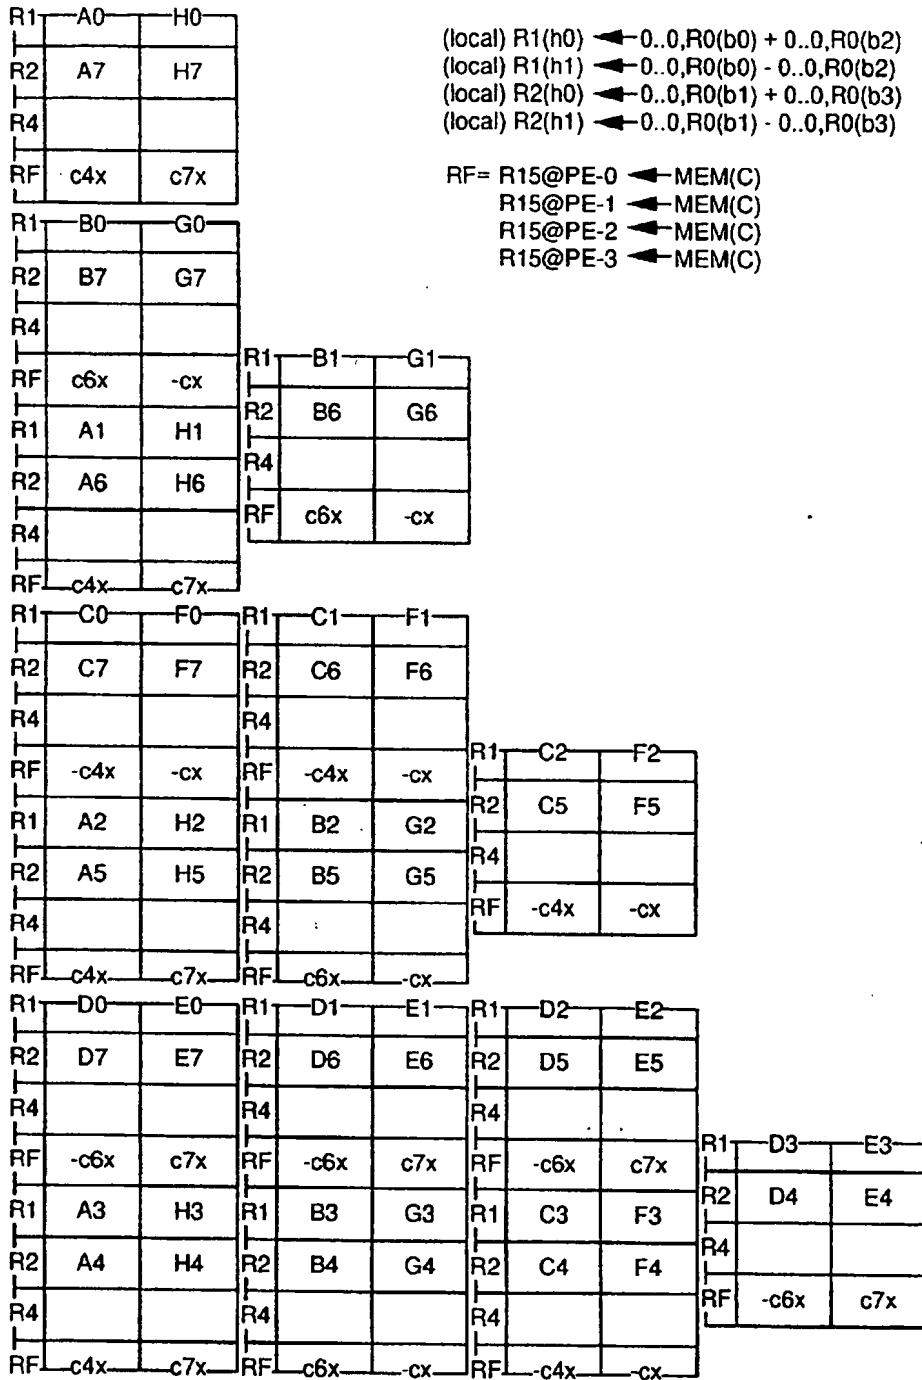 R1 A0 H0
R2 A7 H7
R4
RF c4x c7x
(local) R1(h0) ◄ 0..0,R0(b0) + 0..0,R0(b2)
(local) R1(h1) ◄ 0..0,R0(b0) - 0..0,R0(b2)
(local) R2(h0) ◄ 0..0,R0(b1) + 0..0,R0(b3)
(local) R2(h1) ◄ 0..0,R0(b1) - 0..0,R0(b3)
RF= R15@PE-0 ◄ MEM(C)
R15@PE-1 ◄ MEM(C)
R15@PE-2 ◄ MEM(C)
R15@PE-3 ◄ MEM(C)
R1 B0 G0
R2 B7 G7
R4
RF c6x -cx
R1 A1 H1
R2 A6 H6
R4
RF c4x c7x
R1 B1 G1
R2 B6 G6
R4
RF c6x -cx
R1 C0 F0
R2 C7 F7
R4
RF -c4x -cx
R1 A2 H2
R2 A5 H5
R4
RF c4x c7x
R1 C1 F1
R2 C6 F6
R4
RF -c4x -cx
R1 B2 G2
R2 B5 G5
R4
RF c6x -cx
R1 C2 F2
R2 C5 F5
R4
RF -c4x -cx
R1 D0 E0
R2 D7 E7
R4
RF -c6x c7x
R1 A3 H3
R2 A4 H4
R4
RF c4x c7x
R1 D1 E1
R2 D6 E6
R4
RF -c6x c7x
R1 B3 G3
R2 B4 G4
R4
RF c6x -cx
R1 D2 E2
R2 D5 E5
R4
RF -c6x c7x
R1 C3 F3
R2 C4 F4
R4
RF -c4x -cx
R1 D3 E3
R2 D4 E4
R4
RF -c6x c7x